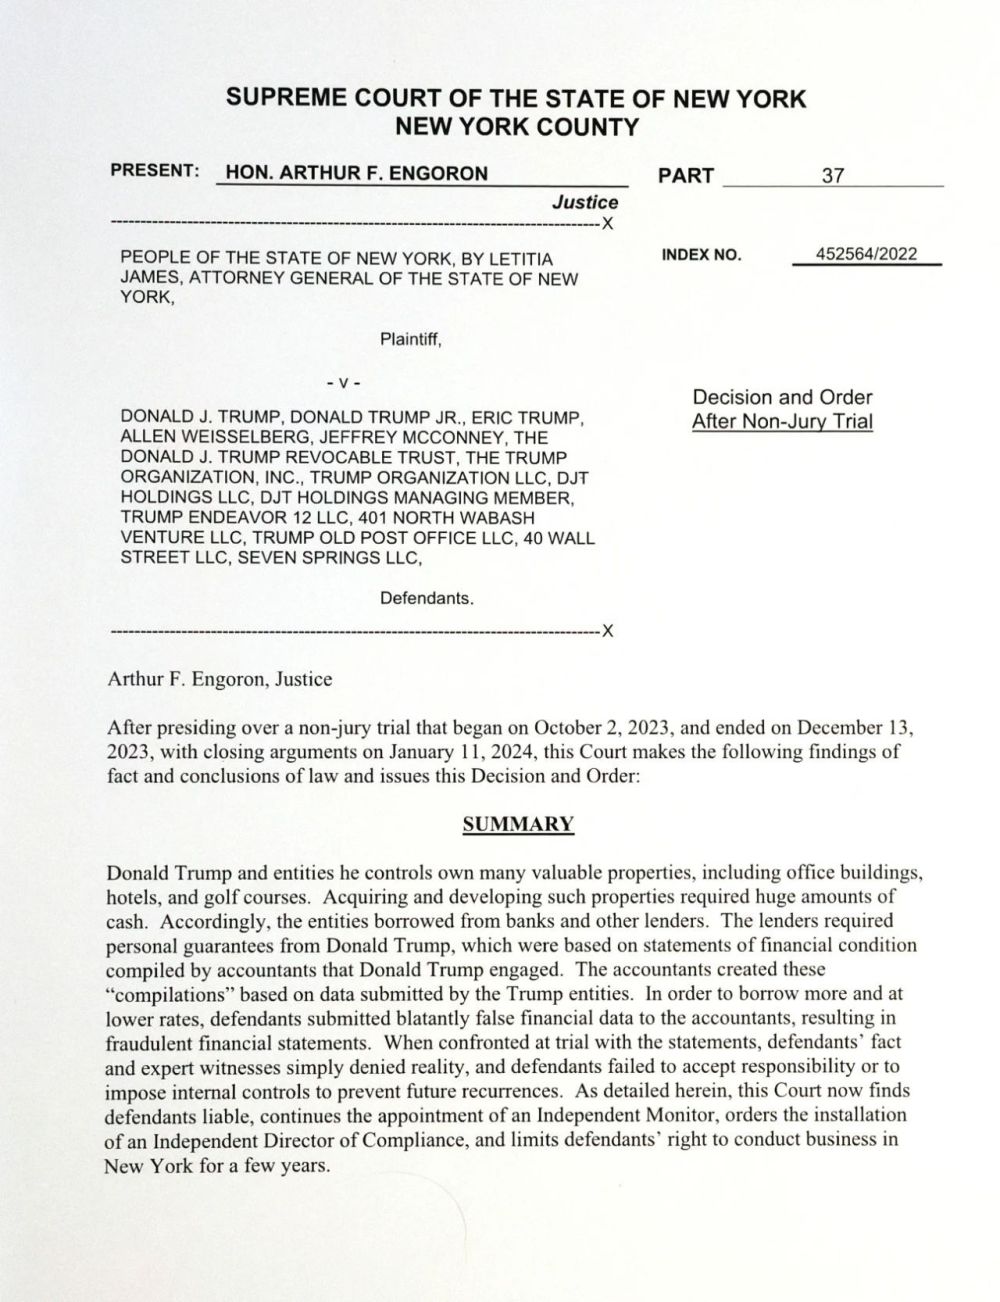 SUPREME COURT OF THE STATE OF NEW YORK
NEW YORK COUNTY
PRESENT: HON. ARTHUR F. ENGORON PART 37
Justice
---------------------------------------------------------------------------------X
PEOPLE OF THE STATE OF NEW YORK, BY LETITIA INDEX NO. 452564/2022
JAMES, ATTORNEY GENERAL OF THE STATE OF NEW
YORK,
Plaintiff,
- v -
DONALD J. TRUMP, DONALD TRUMP JR., ERIC TRUMP,
ALLEN WEISSELBERG, JEFFREY MCCONNEY, THE
DONALD J. TRUMP REVOCABLE TRUST, THE TRUMP
ORGANIZATION, INC., TRUMP ORGANIZATION LLC, DJT
HOLDINGS LLC, DJT HOLDINGS MANAGING MEMBER,
TRUMP ENDEAVOR 12 LLC, 401 NORTH WABASH
VENTURE LLC, TRUMP OLD POST OFFICE LLC, 40 WALL
STREET LLC, SEVEN SPRINGS LLC,
Defendants.
---------------------------------------------------------------------------------X
Decision and Order
After Non-Jury Trial
Arthur F. Engoron, Justice
After presiding over a non-jury trial that began on October 2, 2023, and ended on December 13,
2023, with closing arguments on January 11, 2024, this Court makes the following findings of
fact and conclusions of law and issues this Decision and Order:
SUMMARY
Donald Trump and entities he controls own many valuable properties, including office buildings,
hotels, and golf courses. Acquiring and developing such properties required huge amounts of
cash. Accordingly, the entities borrowed from banks and other lenders. The lenders required
personal guarantees from Donald Trump, which were based on statements of financial condition
compiled by accountants that Donald Trump engaged. The accountants created these
“compilations” based on data submitted by the Trump entities. In order to borrow more and at
lower rates, defendants submitted blatantly false financial data to the accountants, resulting in
fraudulent financial statements. When confronted at trial with the statements, defendants’ fact
and expert witnesses simply denied reality, and defendants failed to accept responsibility or to
impose internal controls to prevent future recurrences. As detailed herein, this Court now finds
defendants liable, continues the appointment of an Independent Monitor, orders the installation
of an Independent Director of Compliance, and limits defendants’ right to conduct business in
New York for a few years.